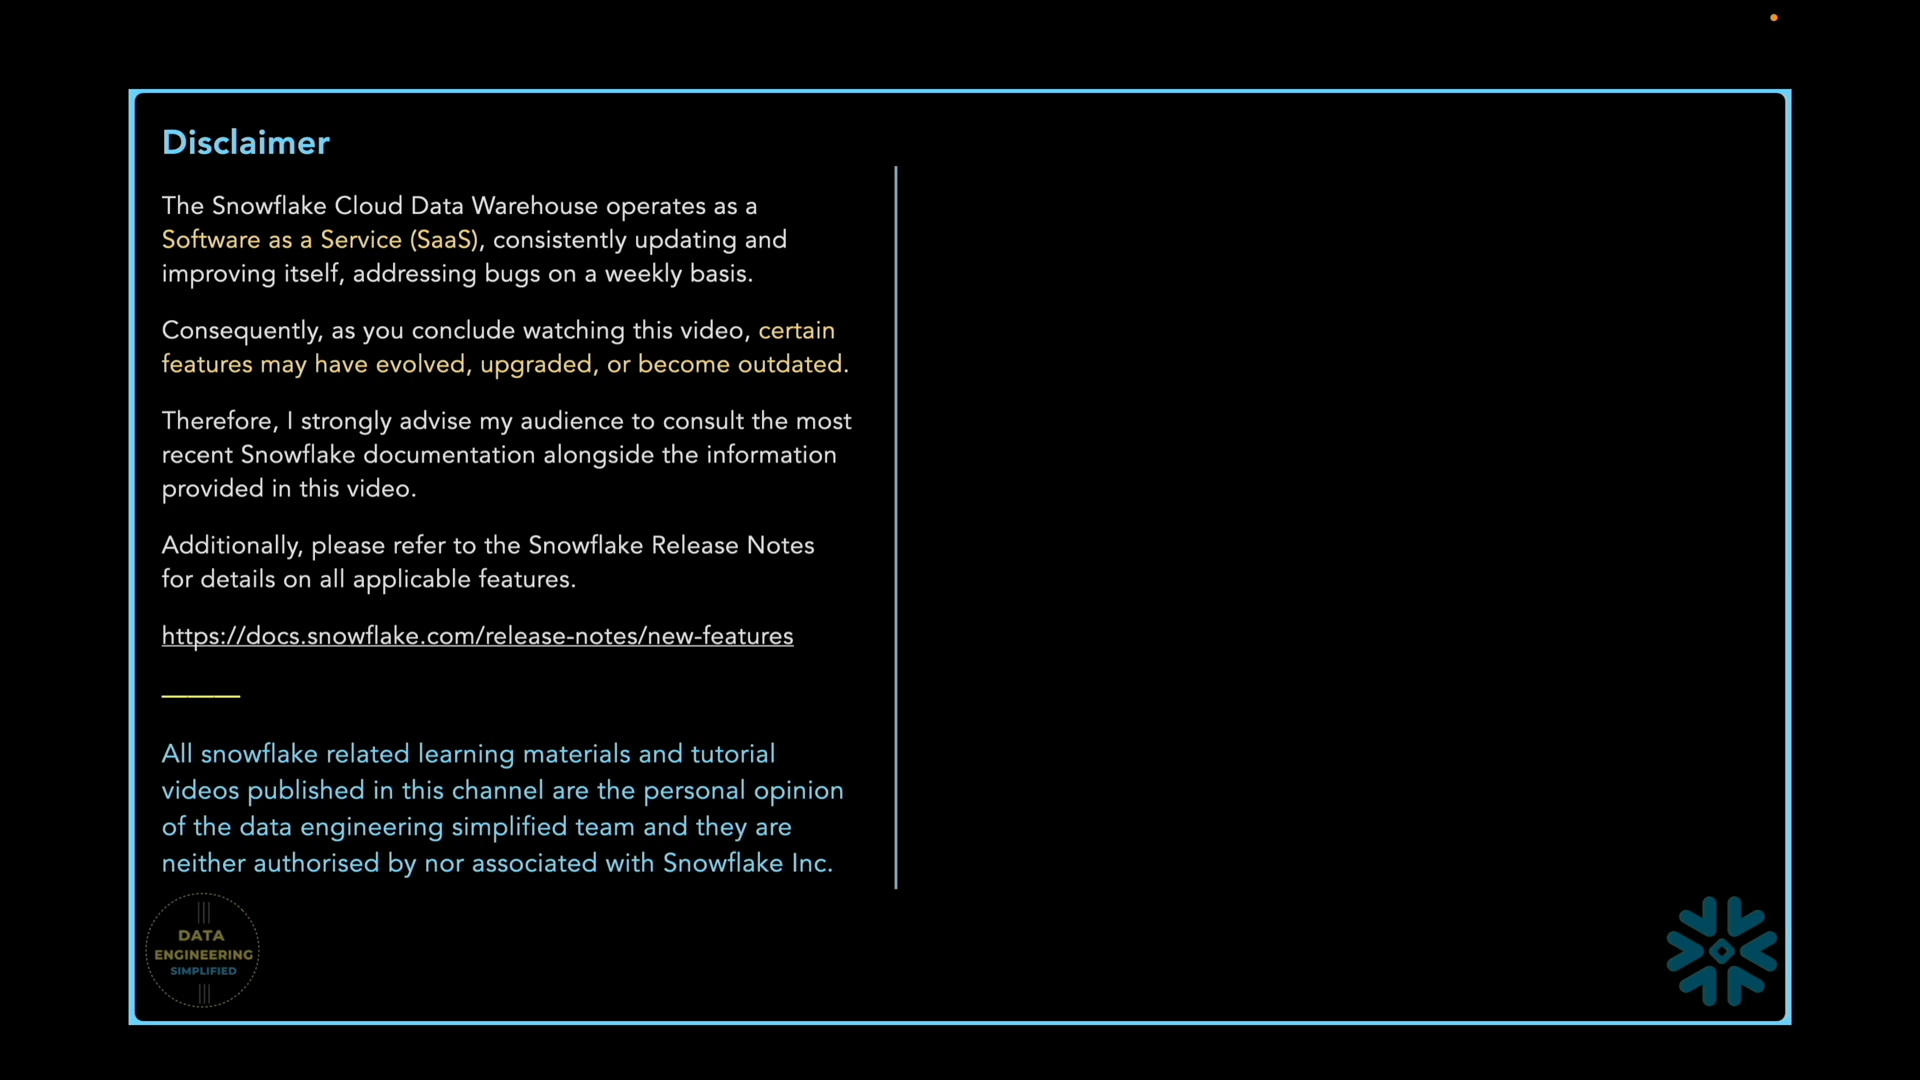 Disclaimer
The Snowflake Cloud Data Warehouse operates as a
Software as a Service (SaaS), consistently updating and
improving itself, addressing bugs on a weekly basis.
Consequently, as you conclude watching this video, certain
features may have evolved, upgraded, or become outdated.
Therefore, I strongly advise my audience to consult the most
recent Snowflake documentation alongside the information
provided in this video.
Additionally, please refer to the Snowflake Release Notes
for details on all applicable features.
https://docs.snowflake.com/release-notes/new-features
All snowflake related learning materials and tutorial
videos published in this channel are the personal opinion
of the data engineering simplified team and they are
neither authorised by nor associated with Snowflake Inc.
DATA
ENGINEERING
SIMPLIFIED